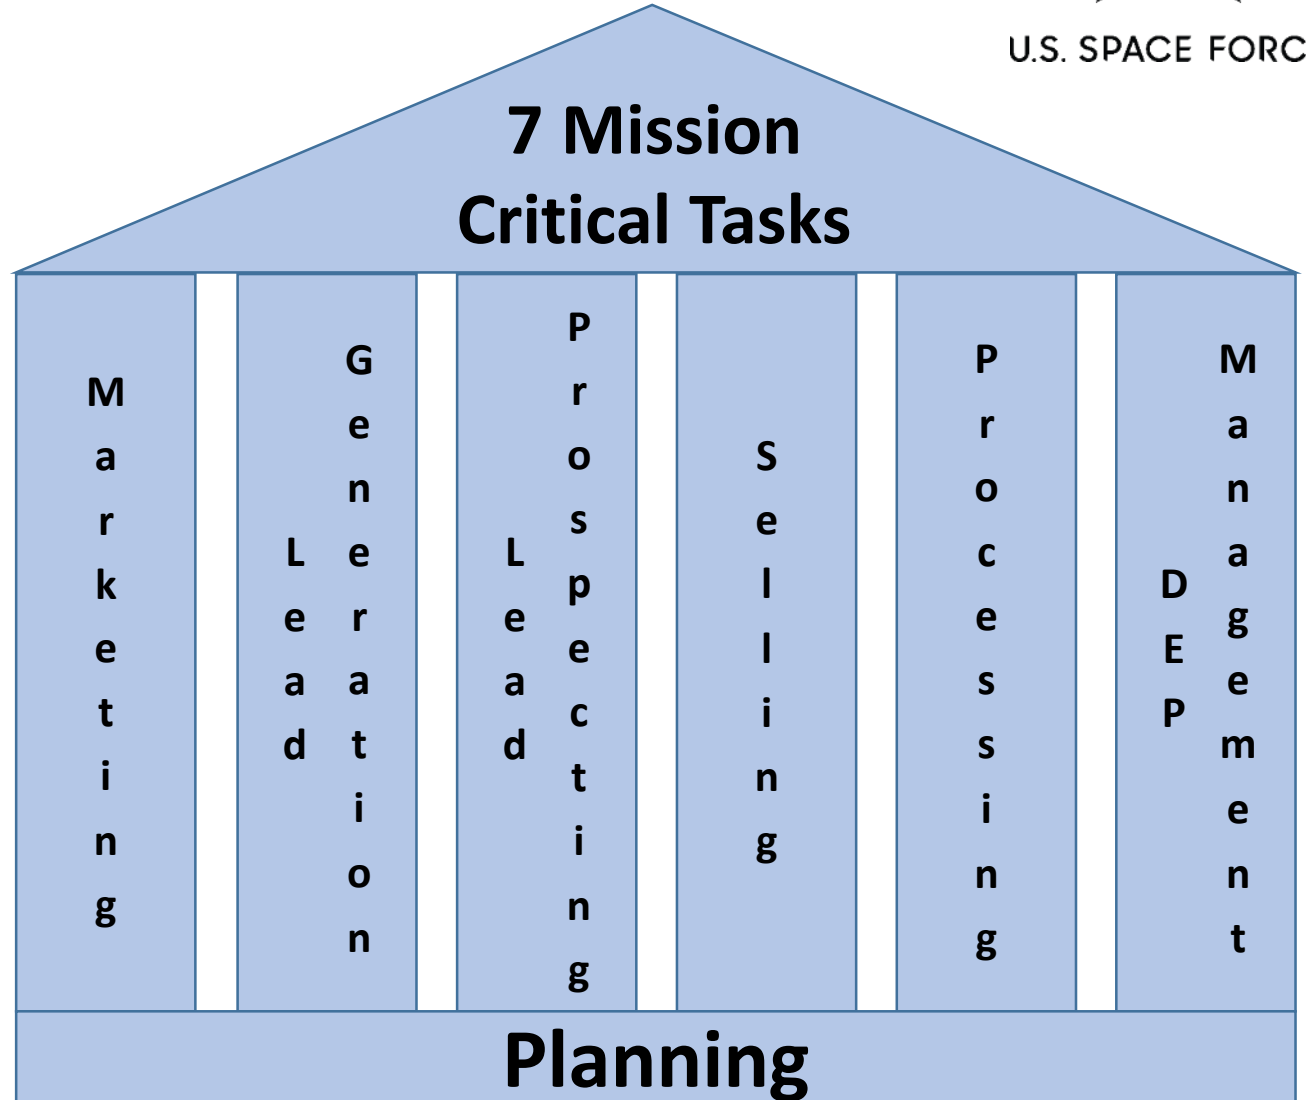 U.S. SPACE FORC
7 Mission
Critical Tasks
Marketing
Lead
Generation
Lead
Prospecting
Selling
Processing
DEP
Management
Planning